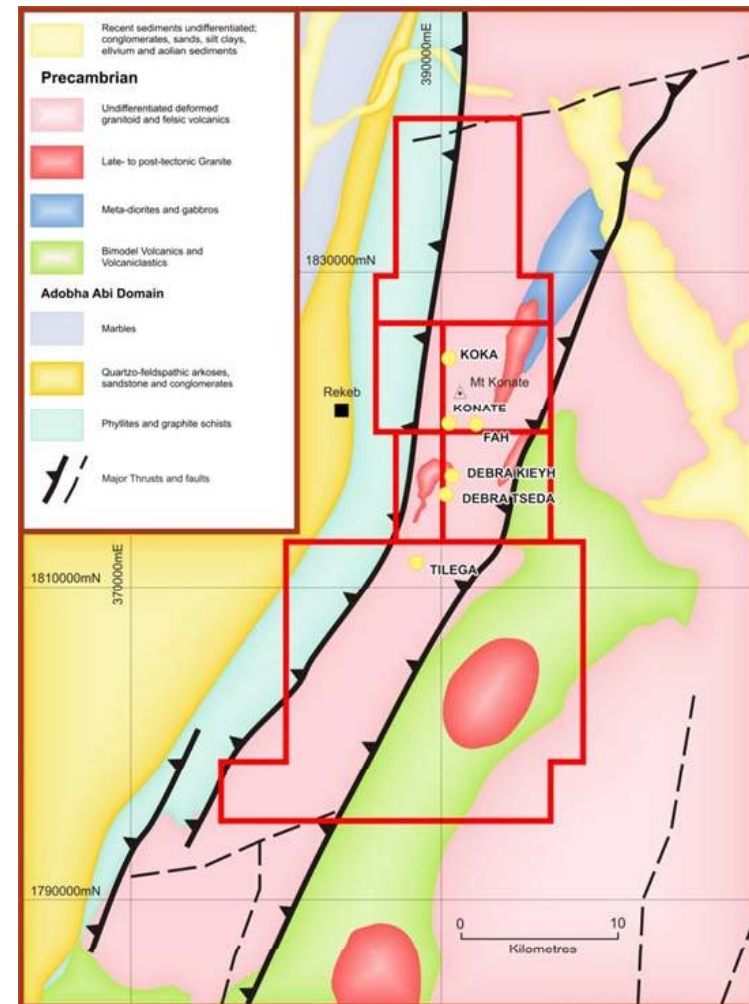 Recent sediments undifferentiated;
conglomerates, sands, silt clays,
ellvium and aolian sediments
Precambrian
Undifferentiated deformed
granitoid and felsic volcanics
Late- to post-tectonic Granite
Meta-diorites and gabbros
Bimodel Volcanics and
Volcaniclastics
Adobha Abi Domain
Marbles
Quartzo-feldspathic arkoses,
sandstone and conglomerates
Phyllites and graphite schists
Major Thrusts and faults
390000mE
1830000mN
KOKA
Mt Konate
Rekeb
KONATE
FAH
DEBRA KIEYH
DEBRA TSEDA
TILEGA
1810000mN
370000mE
1790000mN
0 10
Kilometres